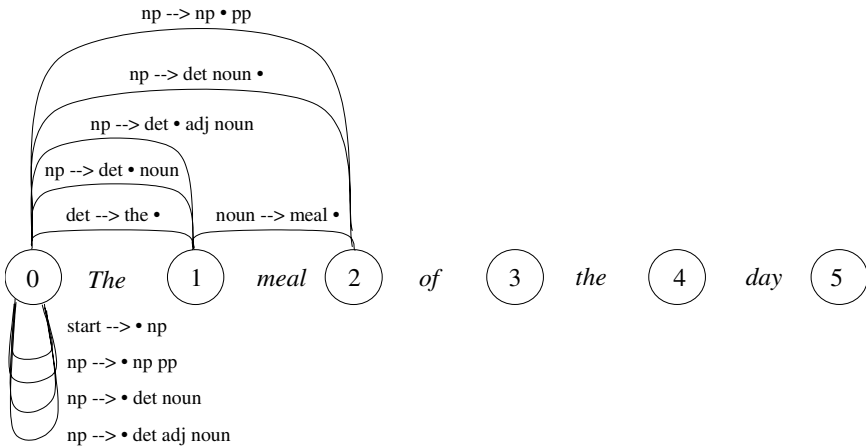 np --> np • pp
np --> det noun •
np --> det • adj noun
np --> det • noun
det --> the • noun --> meal •
0 The 1 meal 2 of 3 the 4 day 5
start --> • np
np --> • np pp
np --> • det noun
np --> • det adj noun